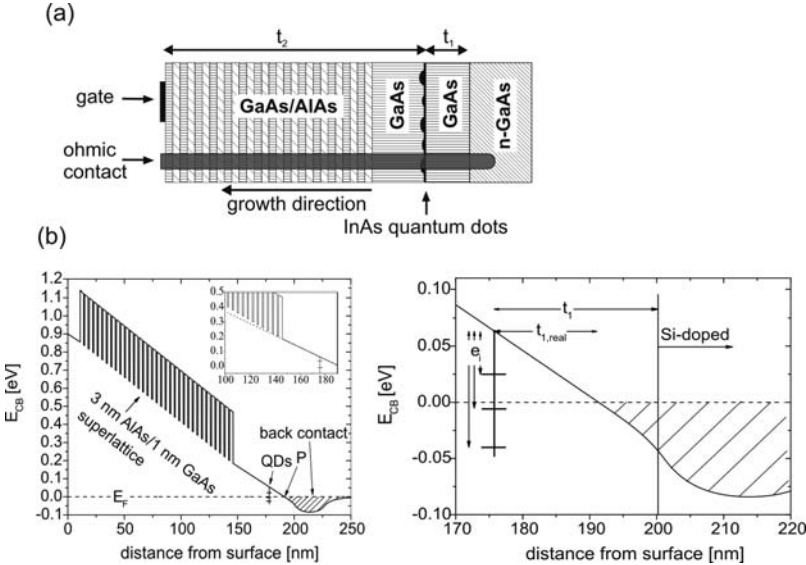 (a)
t2
t1
gate
GaAs/AlAs
GaAs
GaAs
n-GaAs
ohmic
contact
growth direction
InAs quantum dots
(b)
1.2
1.1
1.0
0.9
0.8
0.7
0.6
0.5
0.4
0.3
0.2
0.1
0.0
-0.1
ECB [eV]
0.5
0.4
0.3
0.2
0.1
0.0
100 120 140 160 180
3 nm AlAs/1 nm GaAs
superlattice
back contact
QDs P
EF
0 50 100 150 200 250
distance from surface [nm]
0.10
0.05
0.00
-0.05
-0.10
ECB [eV]
t1
Si-doped
t1,real
ei
170 180 190 200 210 220
distance from surface [nm]